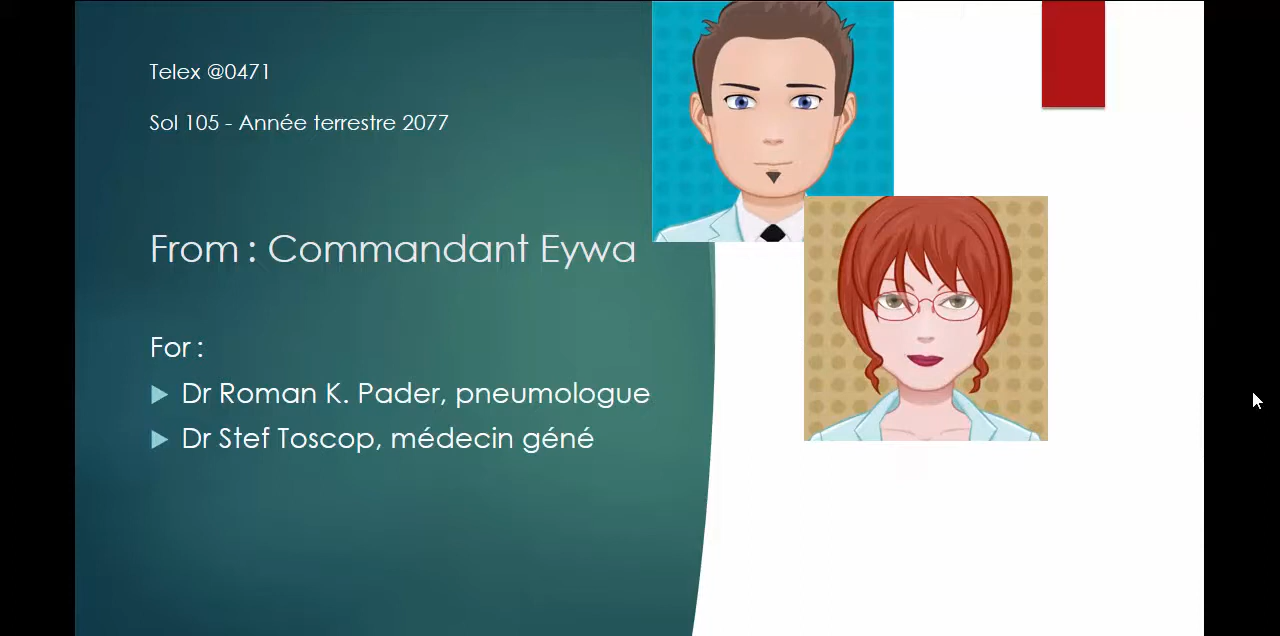 Telex @0471
Sol 105 - Année terrestre 2077
From : Commandant Eywa
For :
Dr Roman K. Pader, pneumologue
Dr Stef Toscop, médecin géné